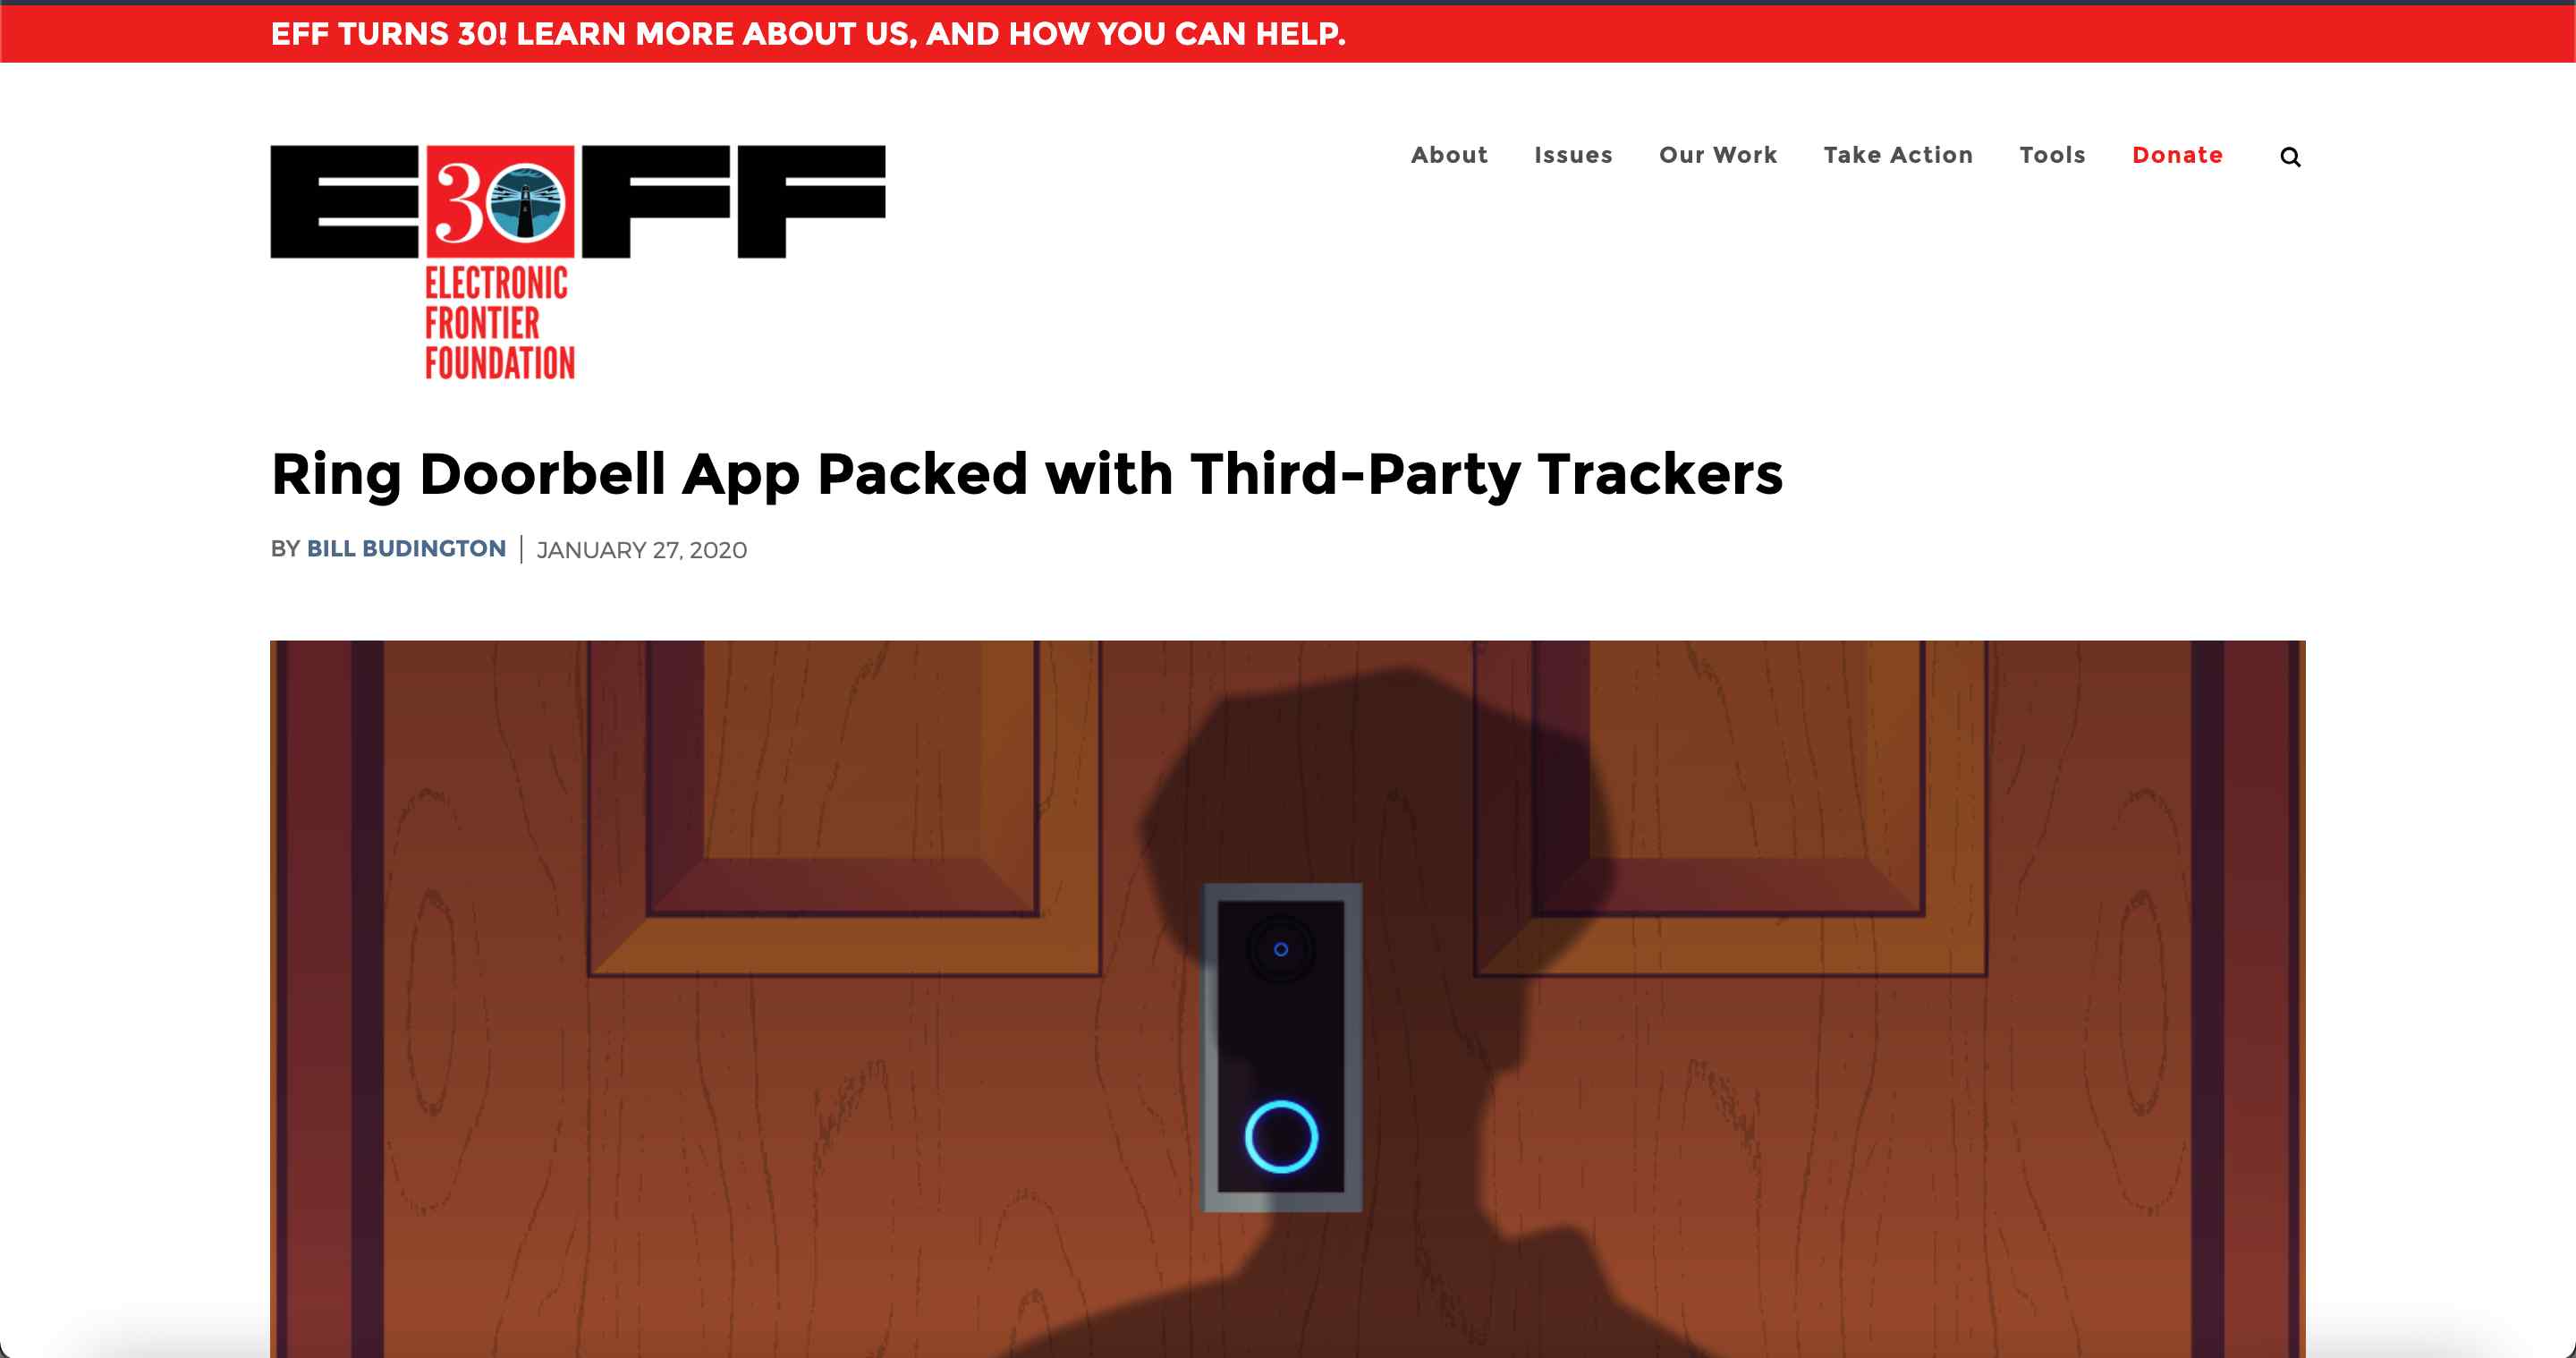 EFF TURNS 30! LEARN MORE ABOUT US, AND HOW YOU CAN HELP.
E30FF
ELECTRONIC
FRONTIER
FOUNDATION
About Issues Our Work Take Action Tools Donate
Ring Doorbell App Packed with Third-Party Trackers
BY BILL BUDINGTON | JANUARY 27, 2020